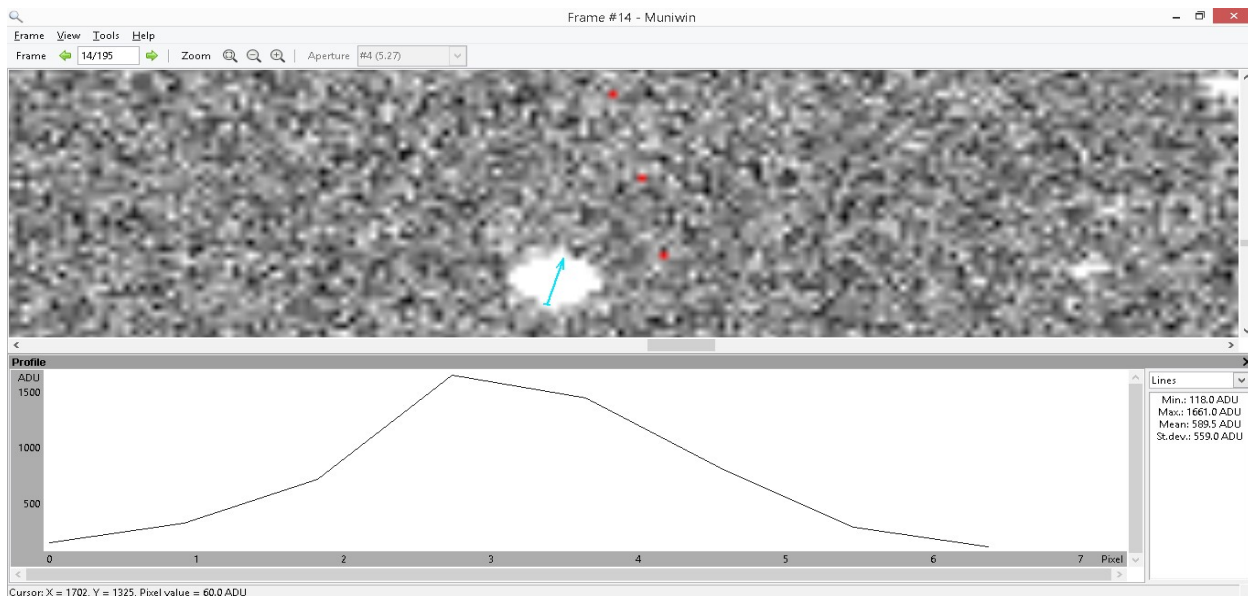 Frame #14 - Muniwin
Frame View Tools Help
Frame 14/195 Zoom Aperture #4 (5.27)
Profile
ADU
1500
1000
500
0 1 2 3 4 5 6 7 Pixel
Lines
Min.: 118.0 ADU
Max.: 1661.0 ADU
Mean: 589.5 ADU
St.dev.: 559.0 ADU
Cursor: X = 1702, Y = 1325, Pixel value = 60.0 ADU